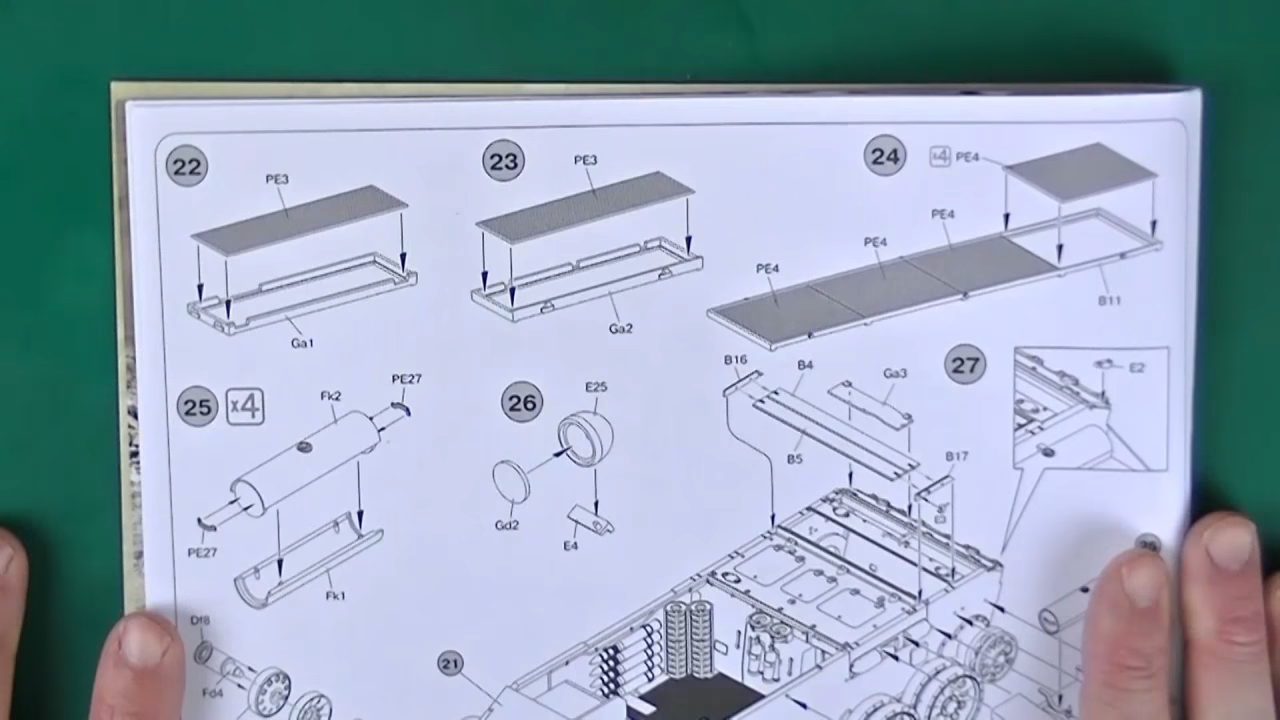 22
PE3
Ga1
23
PE3
Ga2
24
x4 PE4
PE4
PE4
PE4
B11
25 x4
Fk2
PE27
PE27
Fk1
26
E25
Gd2
E4
27
B16
B4
Ga3
B5
B17
E2
Df8
Fd4
21